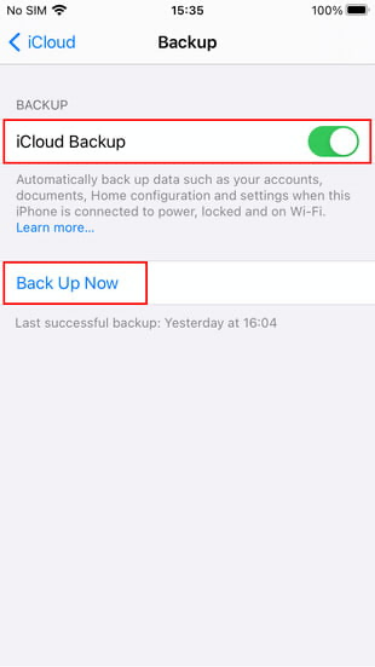 No SIM 15:35 100%
iCloud Backup
BACKUP
iCloud Backup
Automatically back up data such as your accounts,
documents, Home configuration and settings when this
iPhone is connected to power, locked and on Wi-Fi.
Learn more...
Back Up Now
Last successful backup: Yesterday at 16:04